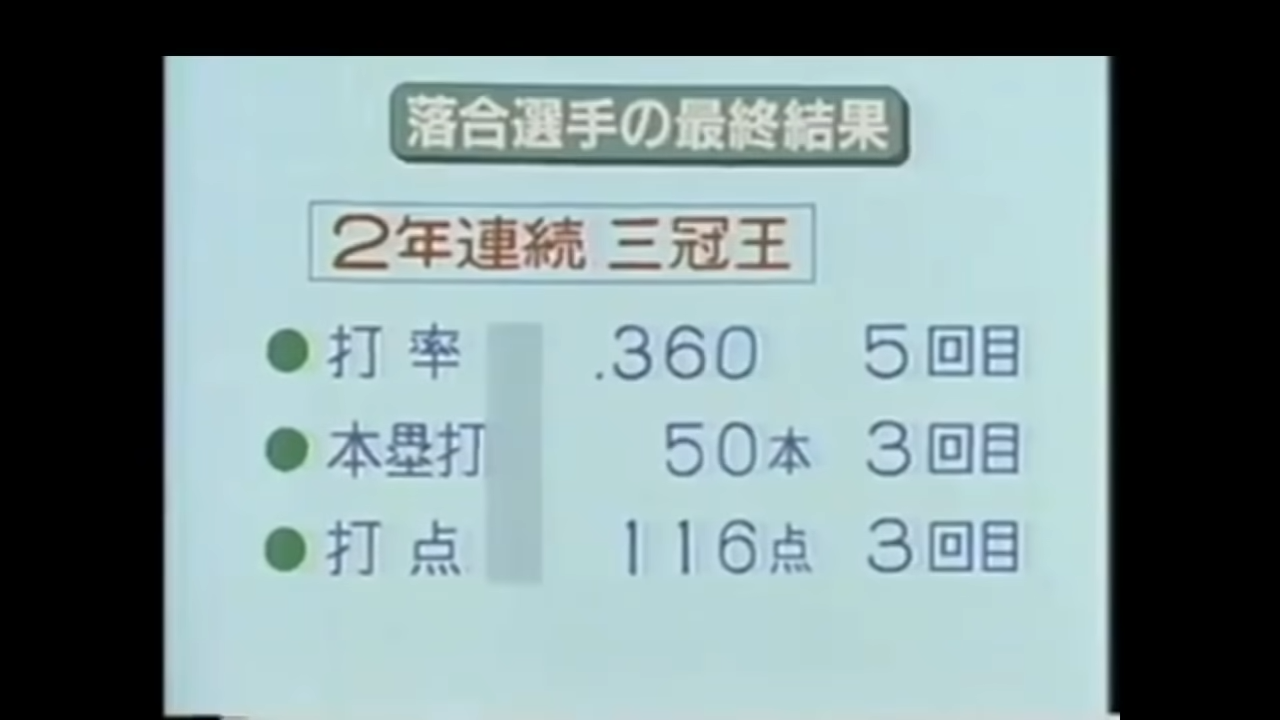 落合選手の最終結果
2年連続 三冠王
●打率 .360 5回目
●本塁打 50本 3回目
●打点 116点 3回目